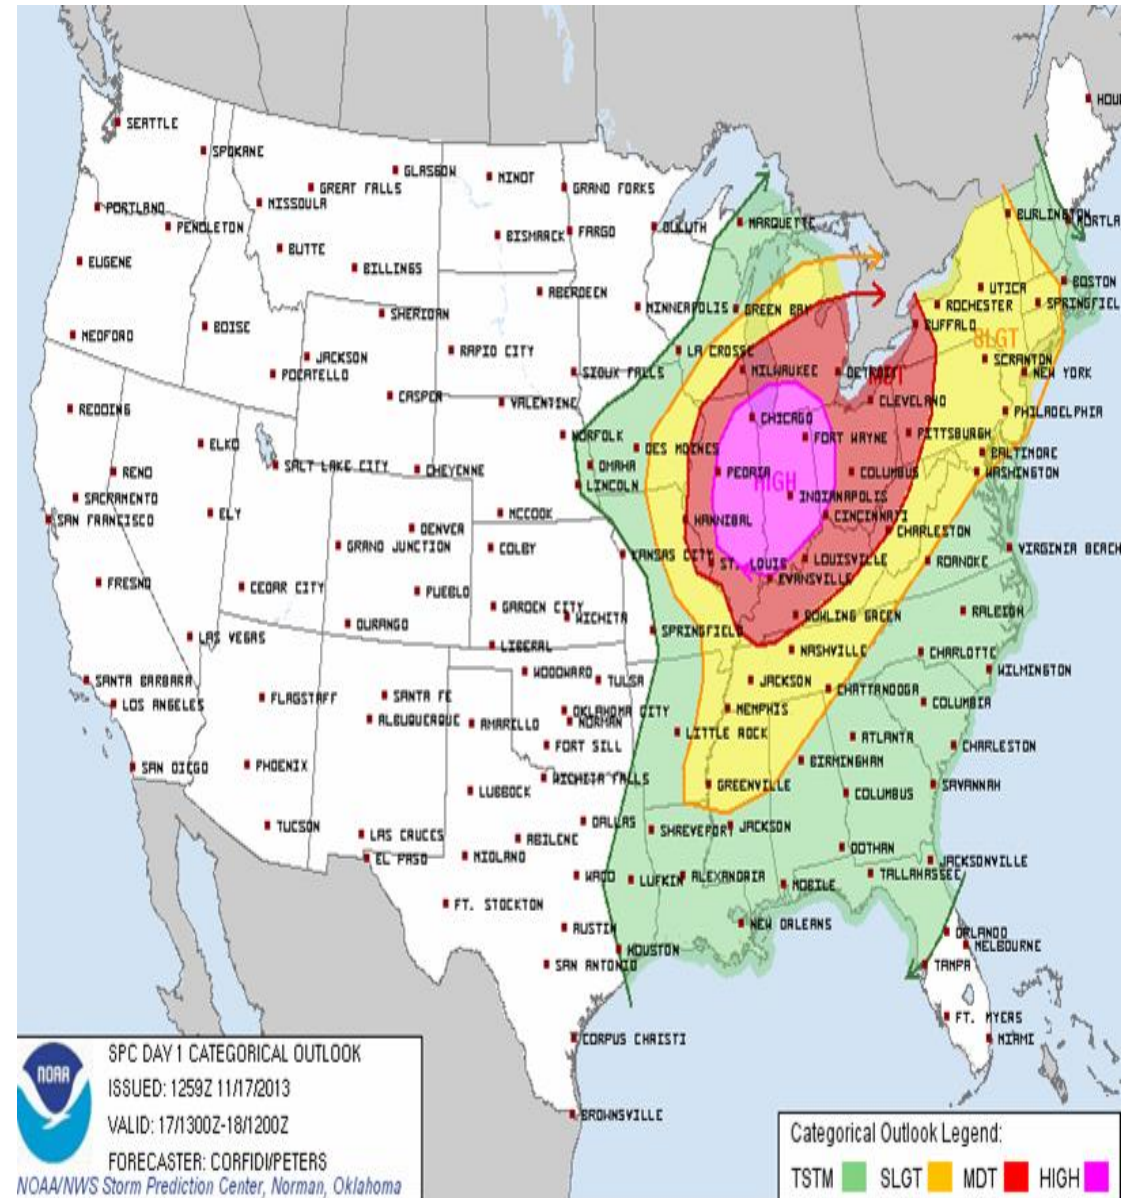 HOU
SEATTLE
SPOKANE
GLASGOW
MINOT
GRAND FORKS
GREAT FALLS
MISSOULA
PORTLAND
PENDLETON
BURLINGTON
PORTLA
MARQUETTE
DULUTH
FARGO
BISMARCK
BUTTE
EUGENE
BILLINGS
BOSTON
UTICA
ABERDEEN
ROCHESTER
SPRINGFIEL
MINNEAPOLIS
GREEN BAY
SHERIDAN
BUFFALO
BOISE
MEDFORD
SLGT
LA CROSSE
RAPID CITY
JACKSON
SCRANTON
POCATELLO
SIOUX FALLS
MILWAUKEE
DETROIT
MDT
NEW YORK
CASPER
VALENTINE
CLEVELAND
REDDING
CHICAGO
PHILADELPHIA
NORFOLK
FORT WAYNE
PITTSBURGH
ELKO
DES MOINES
BALTIMORE
SALT LAKE CITY
CHEYENNE
OMAHA
RENO
PEORIA
COLUMBUS
WASHINGTON
LINCOLN
HIGH
SACRAMENTO
INDIANAPOLIS
ELY
MCCOOK
SAN FRANCISCO
HANNIBAL
CINCINNATI
DENVER
CHARLESTON
GRAND JUNCTION
COLBY
KANSAS CITY
VIRGINIA BEACH
ST. LOUIS
LOUISVILLE
ROANOKE
FRESNO
CEDAR CITY
PUEBLO
EVANSVILLE
GARDEN CITY
WICHITA
BOWLING GREEN
RALEIGH
DURANGO
SPRINGFIELD
LAS VEGAS
LIBERAL
NASHVILLE
CHARLOTTE
WOODWARD
WILMINGTON
SANTA BARBARA
TULSA
JACKSON
CHATTANOOGA
LOS ANGELES
FLAGSTAFF
SANTA FE
COLUMBIA
OKLAHOMA CITY
MEMPHIS
ALBUQUERQUE
AMARILLO
NORMAN
LITTLE ROCK
ATLANTA
FORT SILL
CHARLESTON
SAN DIEGO
PHOENIX
BIRMINGHAM
WICHITA FALLS
GREENVILLE
SAVANNAH
LUBBOCK
COLUMBUS
TUCSON
DALLAS
SHREVEPORT
JACKSON
LAS CRUCES
ABILENE
DOTHAN
EL PASO
MIDLAND
JACKSONVILLE
WACO
LUFKIN
ALEXANDRIA
MOBILE
TALLAHASSEE
FT. STOCKTON
AUSTIN
NEW ORLEANS
ORLANDO
HOUSTON
MELBOURNE
SAN ANTONIO
TAMPA
FT. MYERS
CORPUS CHRISTI
MIAMI
BROWNSVILLE
NOAA
SPC DAY 1 CATEGORICAL OUTLOOK
ISSUED: 1259Z 11/17/2013
VALID: 17/1300Z-18/1200Z
FORECASTER: CORFIDI/PETERS
NOAA/NWS Storm Prediction Center, Norman, Oklahoma
Categorical Outlook Legend:
TSTM SLGT MDT HIGH